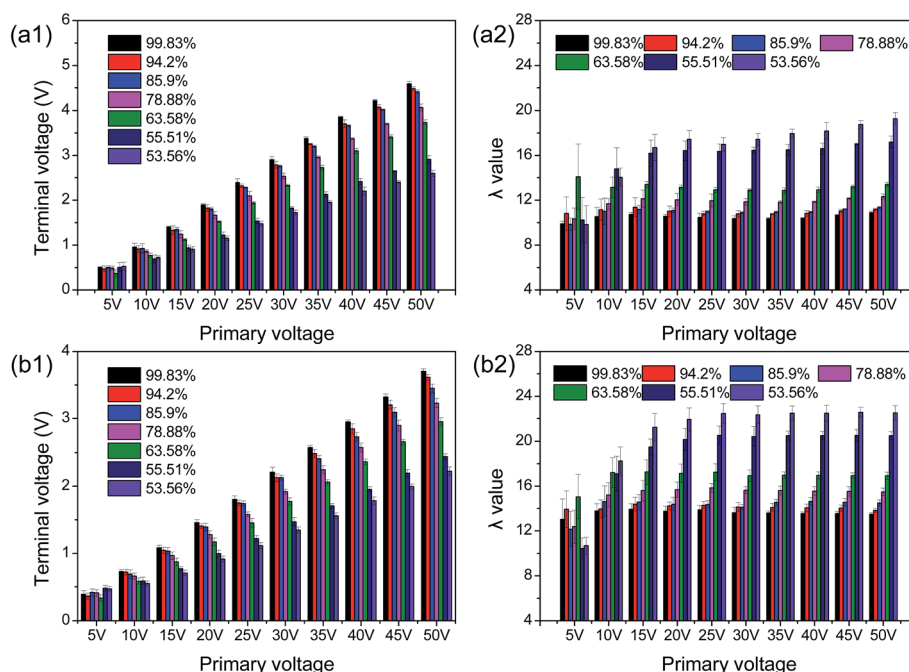 (a1)
6
5
4
3
2
1
0
Terminal voltage (V)
99.83%
94.2%
85.9%
78.88%
63.58%
55.51%
53.56%
5V 10V 15V 20V 25V 30V 35V 40V 45V 50V
Primary voltage
(a2)
28
24
20
16
12
8
4
λ value
99.83% 94.2% 85.9% 78.88%
63.58% 55.51% 53.56%
5V 10V 15V 20V 25V 30V 35V 40V 45V 50V
Primary voltage
(b1)
4
3
2
1
0
Terminal voltage (V)
99.83%
94.2%
85.9%
78.88%
63.58%
55.51%
53.56%
5V 10V 15V 20V 25V 30V 35V 40V 45V 50V
Primary voltage
(b2)
28
24
20
16
12
8
4
λ value
99.83% 94.2% 85.9% 78.88%
63.58% 55.51% 53.56%
5V 10V 15V 20V 25V 30V 35V 40V 45V 50V
Primary voltage